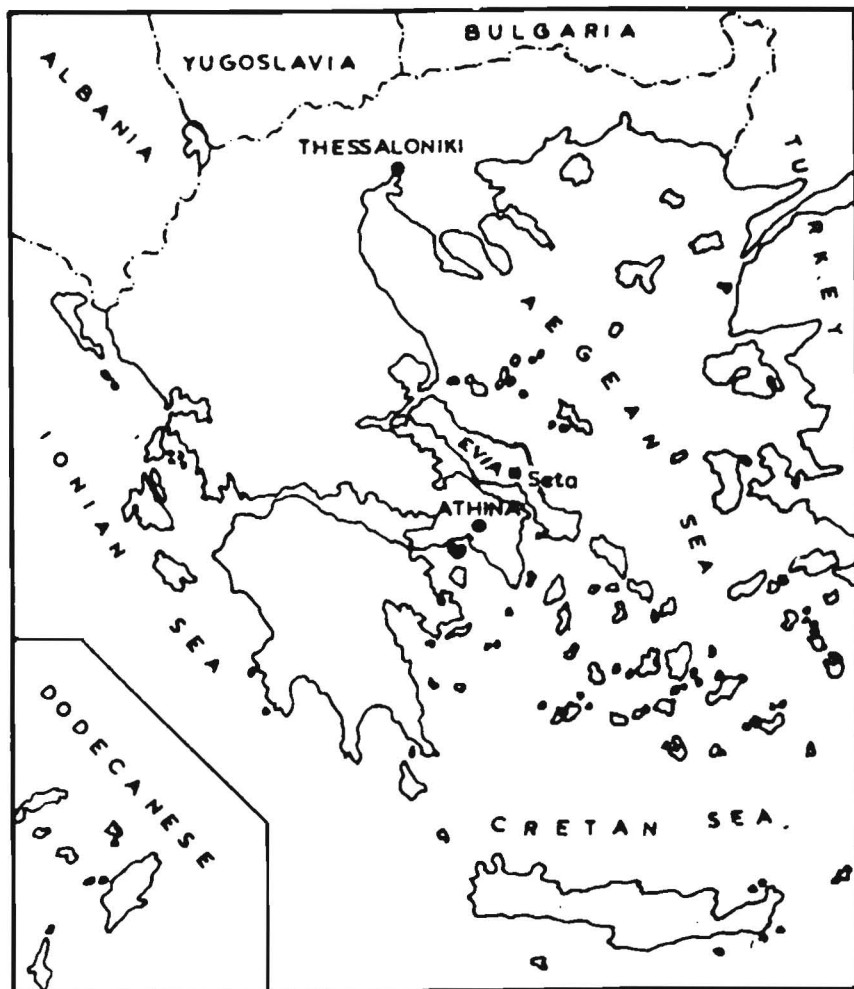 BULGARIA
YUGOSLAVIA
ALBANIA
THESSALONIKI
TURKEY
AEGEAN SEA
EVIA
Seta
ATHINA
IONIAN SEA
DODECANESE
CRETAN SEA.